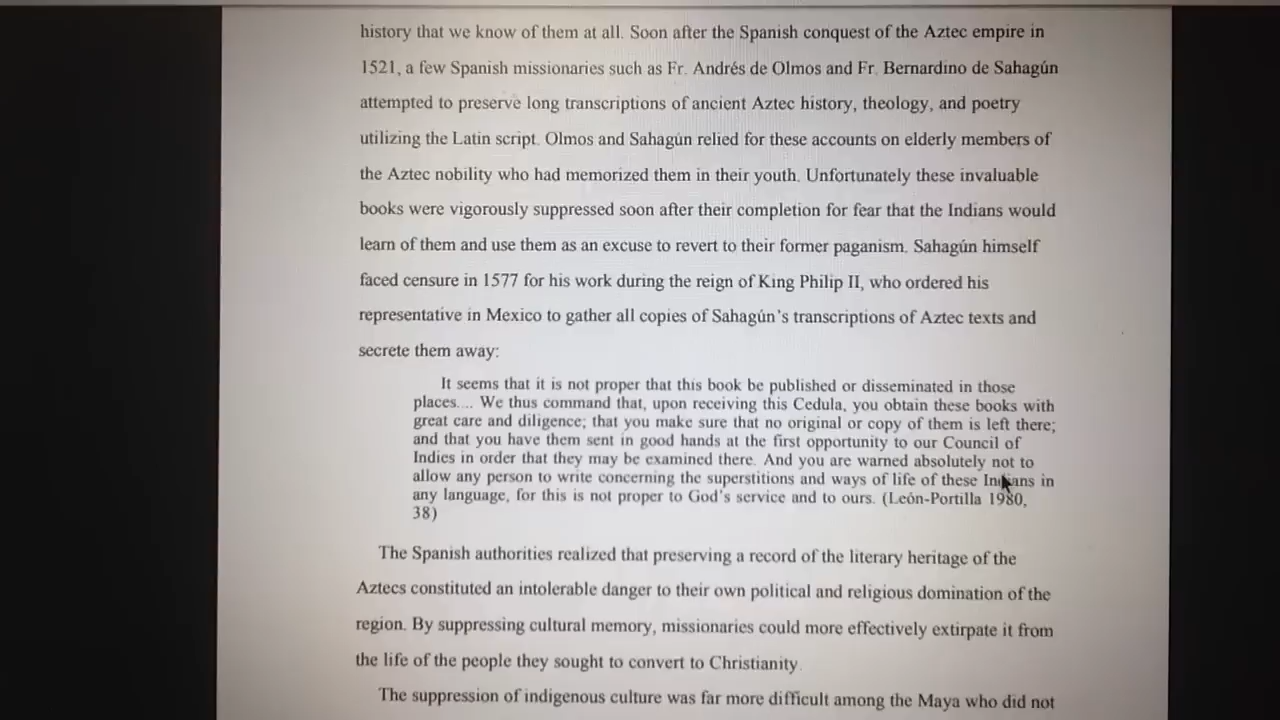 history that we know of them at all. Soon after the Spanish conquest of the Aztec empire in
1521, a few Spanish missionaries such as Fr. Andrés de Olmos and Fr. Bernardino de Sahagún
attempted to preserve long transcriptions of ancient Aztec history, theology, and poetry
utilizing the Latin script. Olmos and Sahagún relied for these accounts on elderly members of
the Aztec nobility who had memorized them in their youth. Unfortunately these invaluable
books were vigorously suppressed soon after their completion for fear that the Indians would
learn of them and use them as an excuse to revert to their former paganism. Sahagún himself
faced censure in 1577 for his work during the reign of King Philip II, who ordered his
representative in Mexico to gather all copies of Sahagún's transcriptions of Aztec texts and
secrete them away:
It seems that it is not proper that this book be published or disseminated in those
places.... We thus command that, upon receiving this Cedula, you obtain these books with
great care and diligence; that you make sure that no original or copy of them is left there;
and that you have them sent in good hands at the first opportunity to our Council of
Indies in order that they may be examined there. And you are warned absolutely not to
allow any person to write concerning the superstitions and ways of life of these Indians in
any language, for this is not proper to God's service and to ours. (León-Portilla 1980,
38)
The Spanish authorities realized that preserving a record of the literary heritage of the
Aztecs constituted an intolerable danger to their own political and religious domination of the
region. By suppressing cultural memory, missionaries could more effectively extirpate it from
the life of the people they sought to convert to Christianity.
The suppression of indigenous culture was far more difficult among the Maya who did not